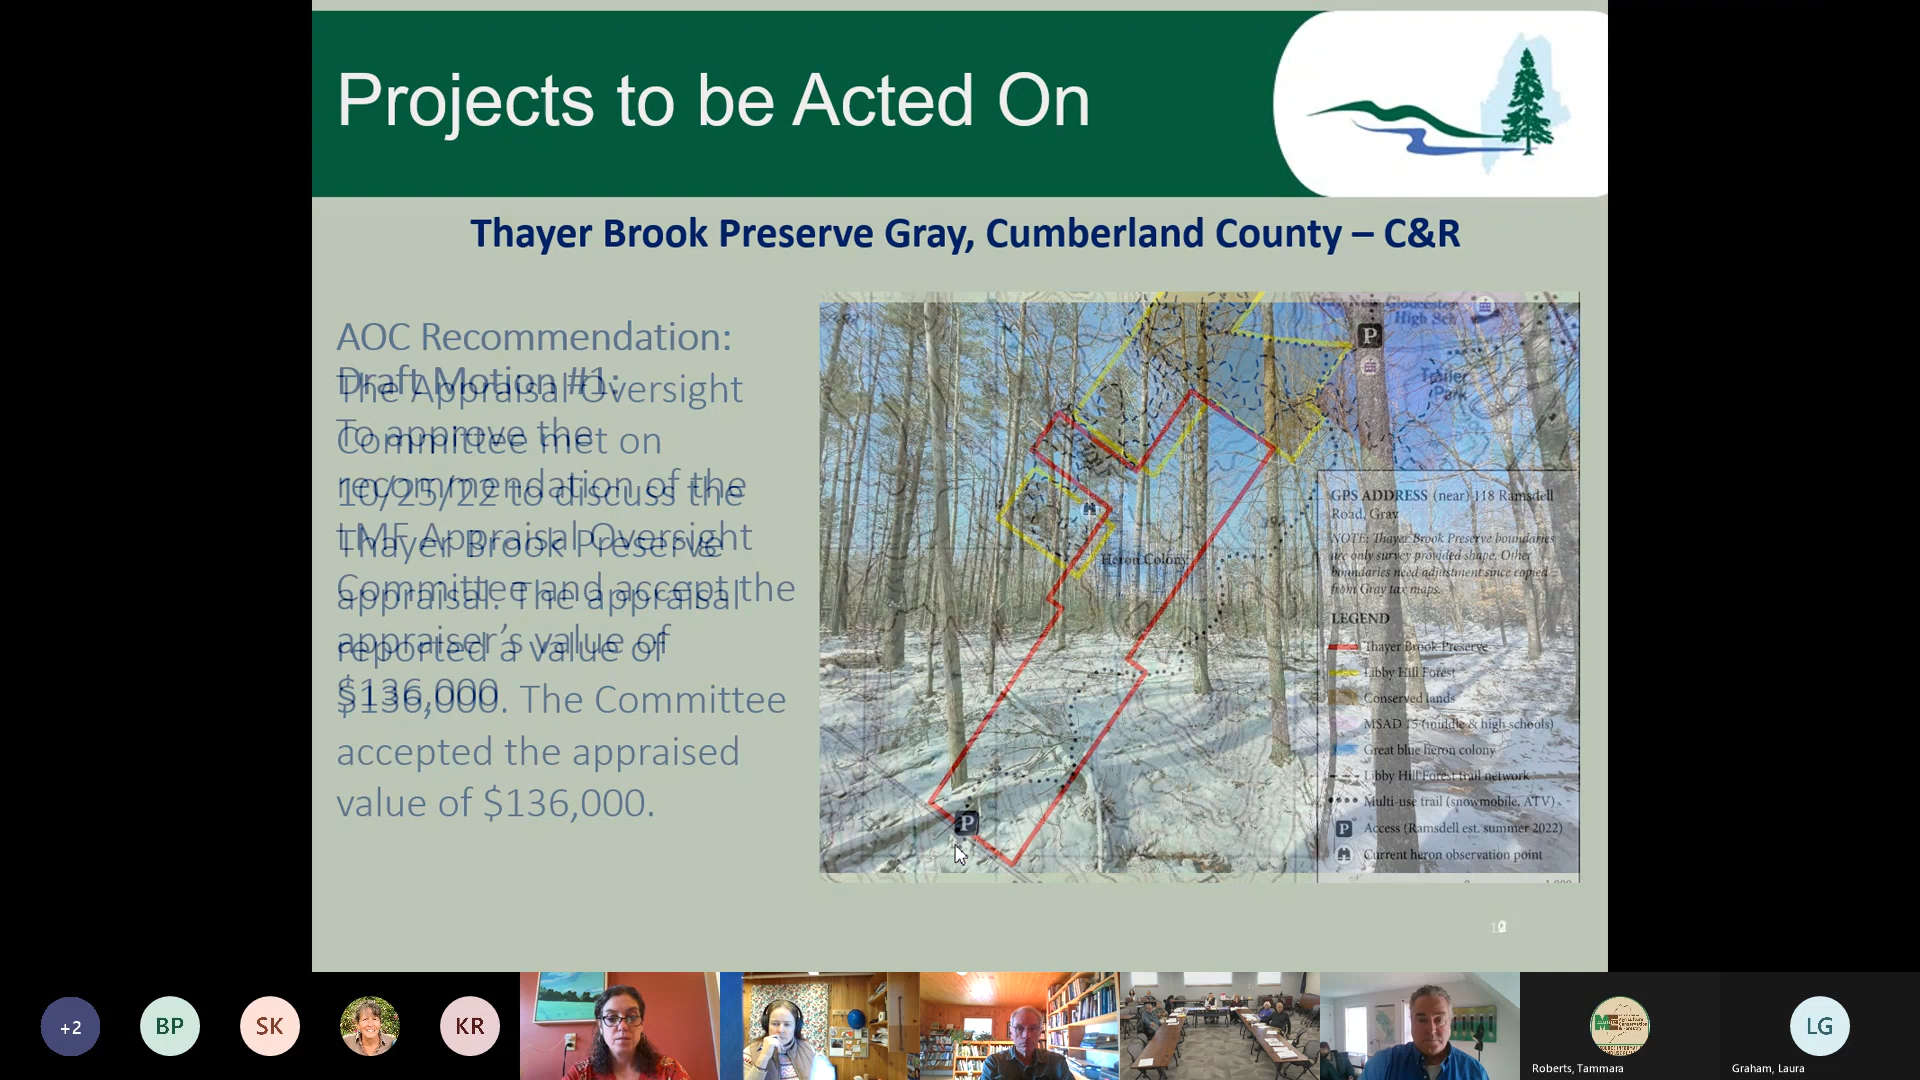 Projects to be Acted On
Thayer Brook Preserve Gray, Cumberland County – C&R
AOC Recommendation:
The Appraisal Oversight
Committee met on
10/25/22 to discuss the
Thayer Brook Preserve
appraisal. The appraisal
reported a value of
$136,000. The Committee
accepted the appraised
value of $136,000.
Draft Motion #1:
To approve the
recommendation of the
LMF Appraisal Oversight
Committee and accept the
appraiser's value of
$136,000
Gray-New Gloucester
High Sch
Trailer
Park
P
Heron Colony
GPS ADDRESS (near) 118 Ramsdell
Road, Gray
NOTE: Thayer Brook Preserve boundaries
are only survey provided shape. Other
boundaries need adjustment since copied
from Gray tax maps.
LEGEND
Thayer Brook Preserve
Libby Hill Forest
Conserved lands
MSAD 15 (middle & high schools)
Great blue heron colony
Libby Hill Forest trail network
Multi-use trail (snowmobile, ATV)
P Access (Ramsdell est. summer 2022)
Current heron observation point
P
+2
BP
SK
KR
LG
Roberts, Tammara
Graham, Laura